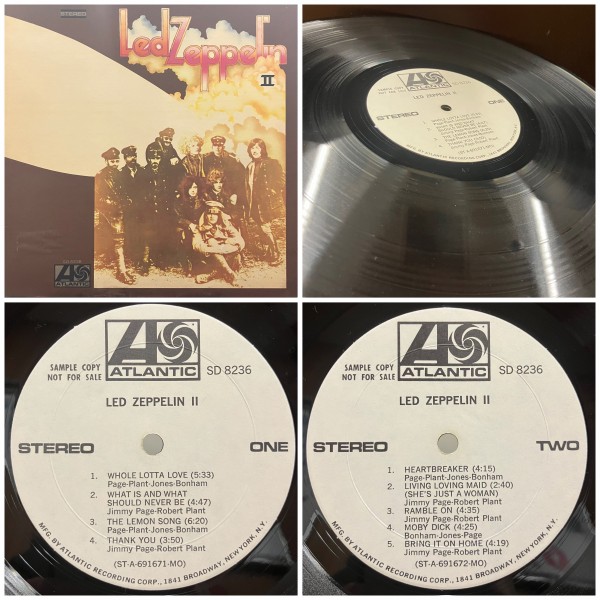 Led Zeppelin
II
ATLANTIC
ATLANTIC
SAMPLE COPY
LED ZEPPELIN II
STEREO
ONE
ATLANTIC
SAMPLE COPY
NOT FOR SALE
SD 8236
LED ZEPPELIN II
STEREO
ONE
1. WHOLE LOTTA LOVE (5:33)
Page-Plant-Jones-Bonham
2. WHAT IS AND WHAT
SHOULD NEVER BE (4:47)
Jimmy Page-Robert Plant
3. THE LEMON SONG (6:20)
Page-Plant-Jones-Bonham
4. THANK YOU (3:50)
Jimmy Page-Robert Plant
(ST-A-691671-MO)
MFG. BY ATLANTIC RECORDING CORP., 1841 BROADWAY, NEW YORK, N.Y.
ATLANTIC
SAMPLE COPY
NOT FOR SALE
SD 8236
LED ZEPPELIN II
STEREO
TWO
1. HEARTBREAKER (4:15)
Page-Plant-Jones-Bonham
2. LIVING LOVING MAID (2:40)
(SHE'S JUST A WOMAN)
Jimmy Page-Robert Plant
3. RAMBLE ON (4:35)
Jimmy Page-Robert Plant
4. MOBY DICK (4:25)
Bonham-Jones-Page
5. BRING IT ON HOME (4:19)
Jimmy Page-Robert Plant
(ST-A-691672-MO)
MFG. BY ATLANTIC RECORDING CORP., 1841 BROADWAY, NEW YORK, N.Y.